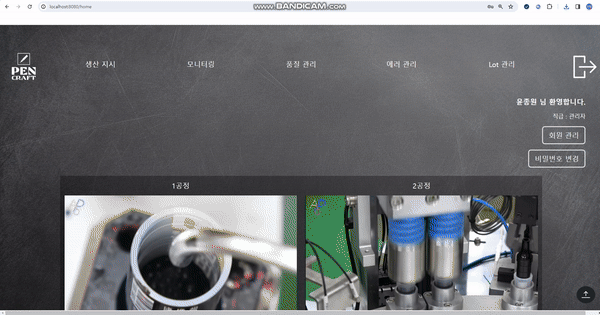 localhost:8080/home
www.BANDICAM.com
PEN
CRAFT
생산 지시
모니터링
품질 관리
에러 관리
Lot 관리
윤종원 님 환영합니다.
직급 : 관리자
회원 관리
비밀번호 변경
1공정
2공정